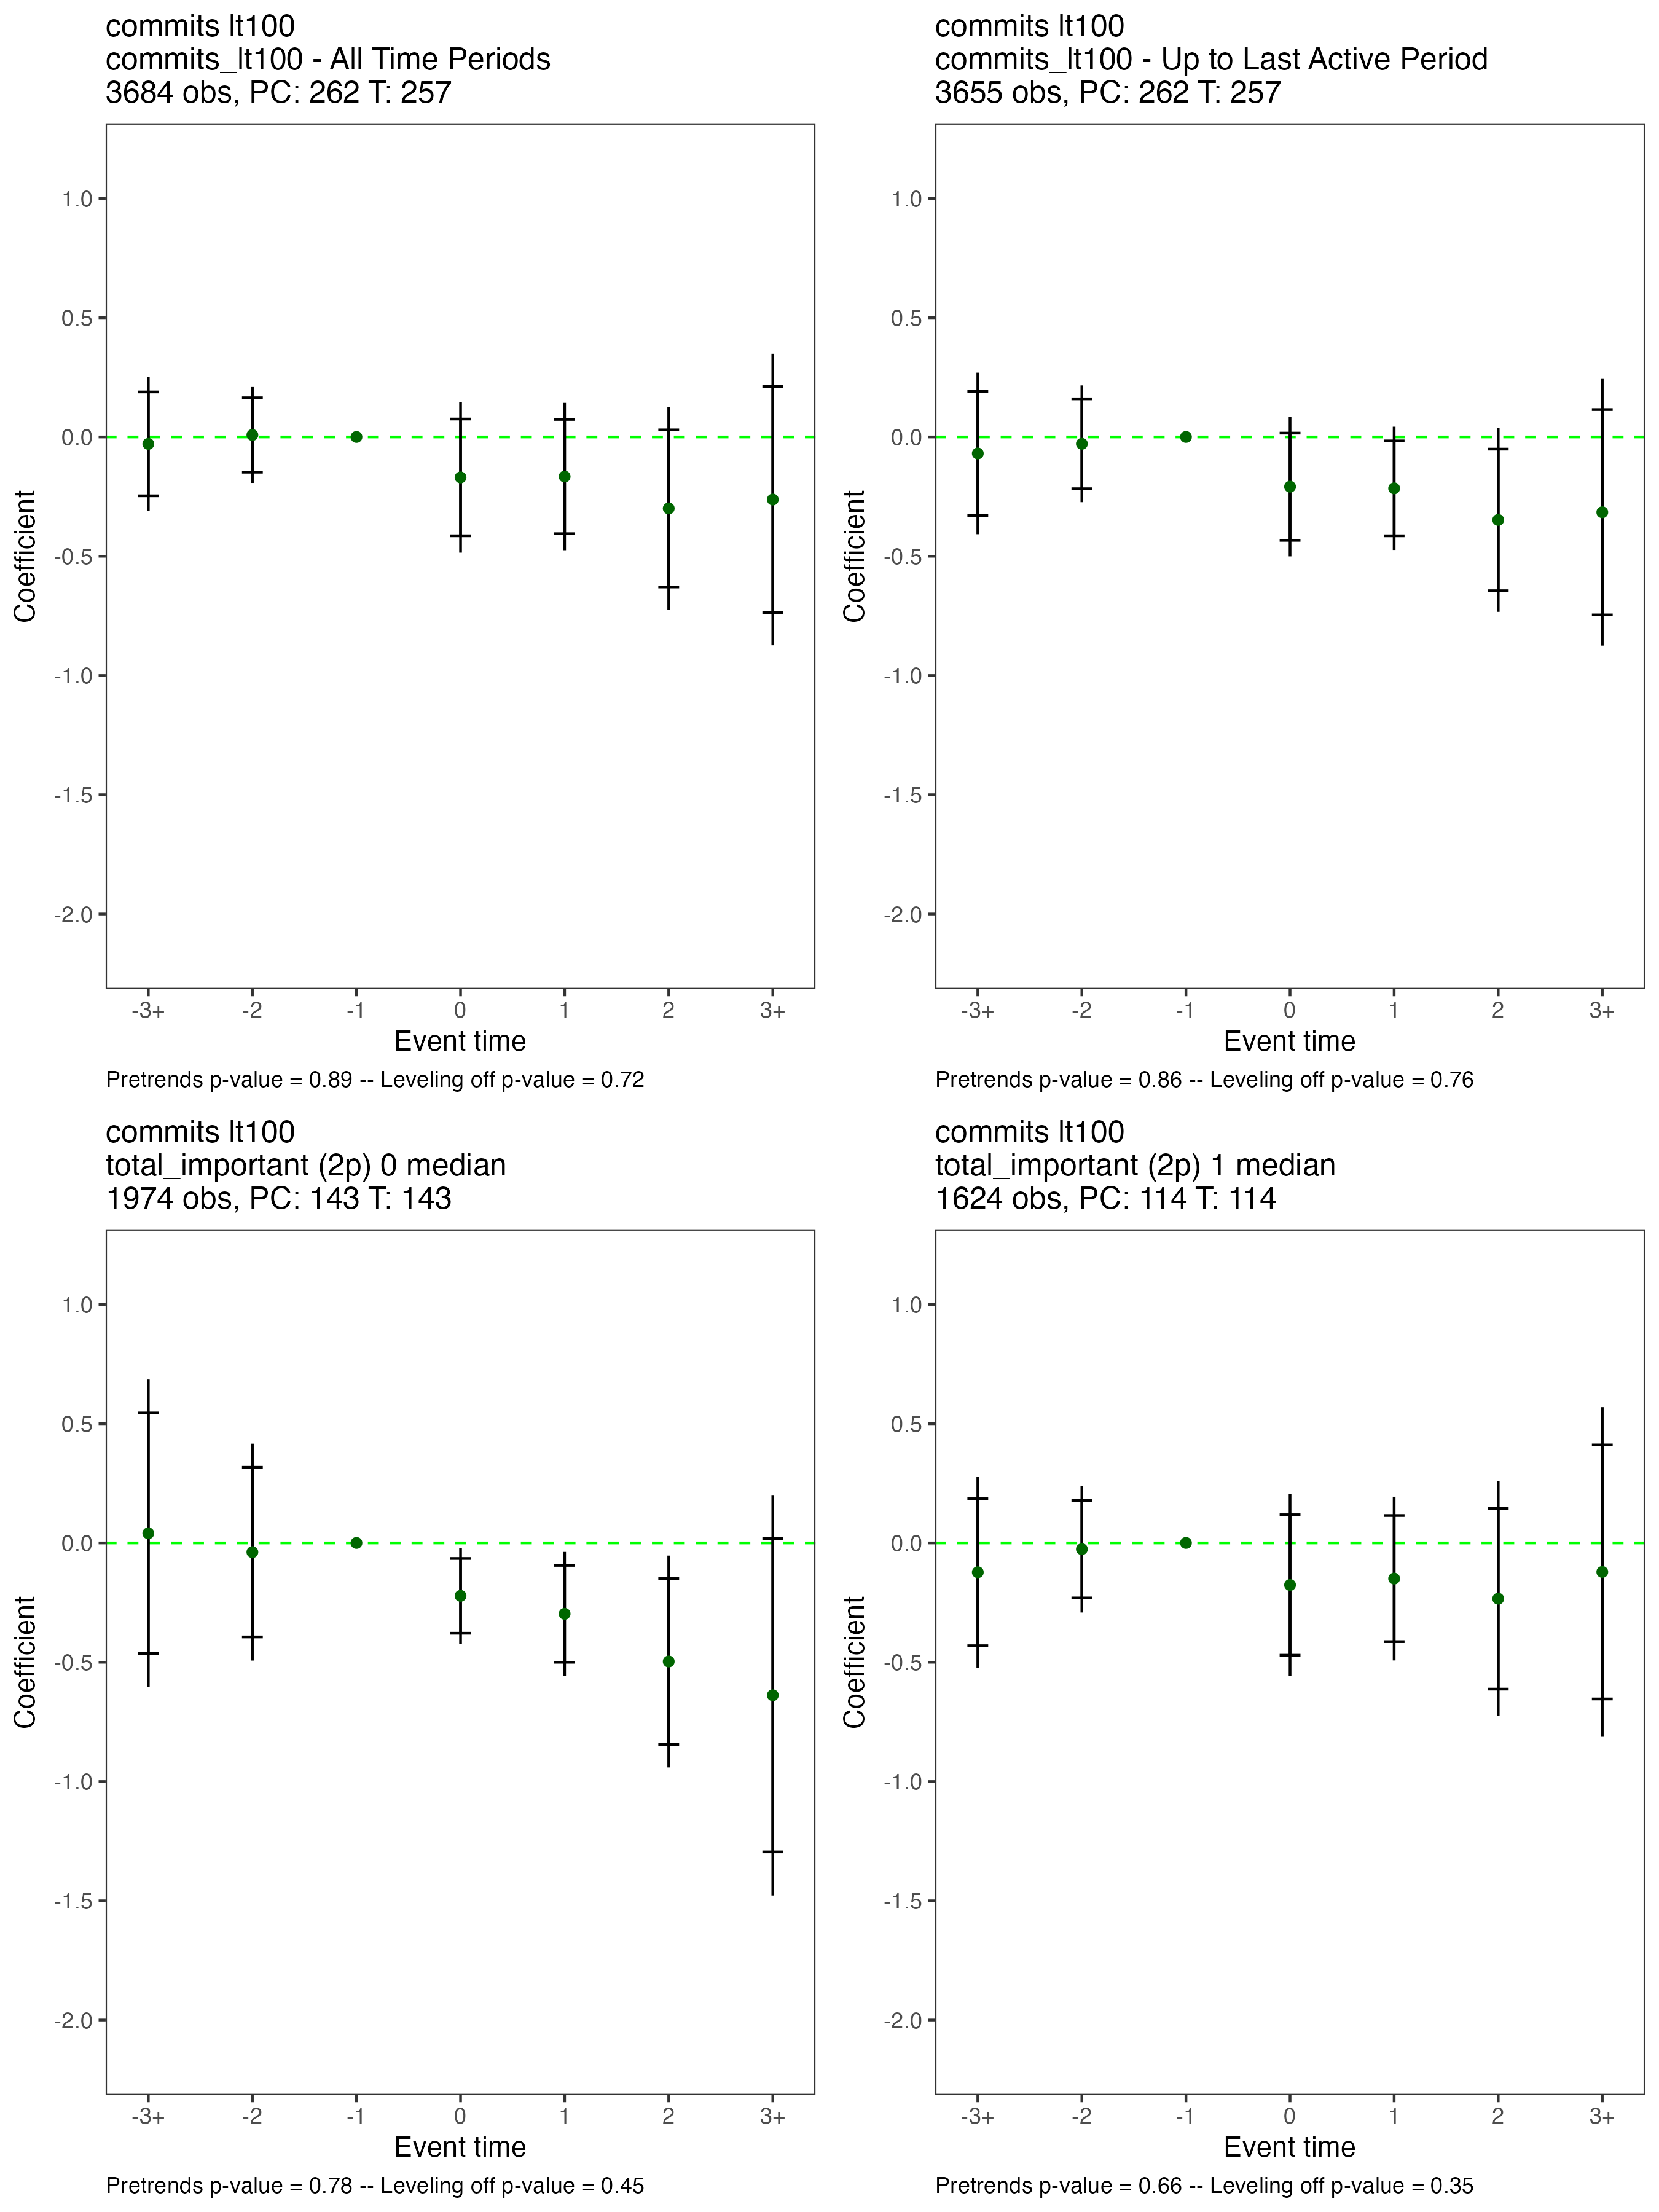 commits lt100
commits_lt100 - All Time Periods
3684 obs, PC: 262 T: 257
1.0
0.5
0.0
-0.5
-1.0
-1.5
-2.0
Coefficient
-3+ -2 -1 0 1 2 3+
Event time
Pretrends p-value = 0.89 -- Leveling off p-value = 0.72
commits lt100
commits_lt100 - Up to Last Active Period
3655 obs, PC: 262 T: 257
1.0
0.5
0.0
-0.5
-1.0
-1.5
-2.0
Coefficient
-3+ -2 -1 0 1 2 3+
Event time
Pretrends p-value = 0.86 -- Leveling off p-value = 0.76
commits lt100
total_important (2p) 0 median
1974 obs, PC: 143 T: 143
1.0
0.5
0.0
-0.5
-1.0
-1.5
-2.0
Coefficient
-3+ -2 -1 0 1 2 3+
Event time
Pretrends p-value = 0.78 -- Leveling off p-value = 0.45
commits lt100
total_important (2p) 1 median
1624 obs, PC: 114 T: 114
1.0
0.5
0.0
-0.5
-1.0
-1.5
-2.0
Coefficient
-3+ -2 -1 0 1 2 3+
Event time
Pretrends p-value = 0.66 -- Leveling off p-value = 0.35